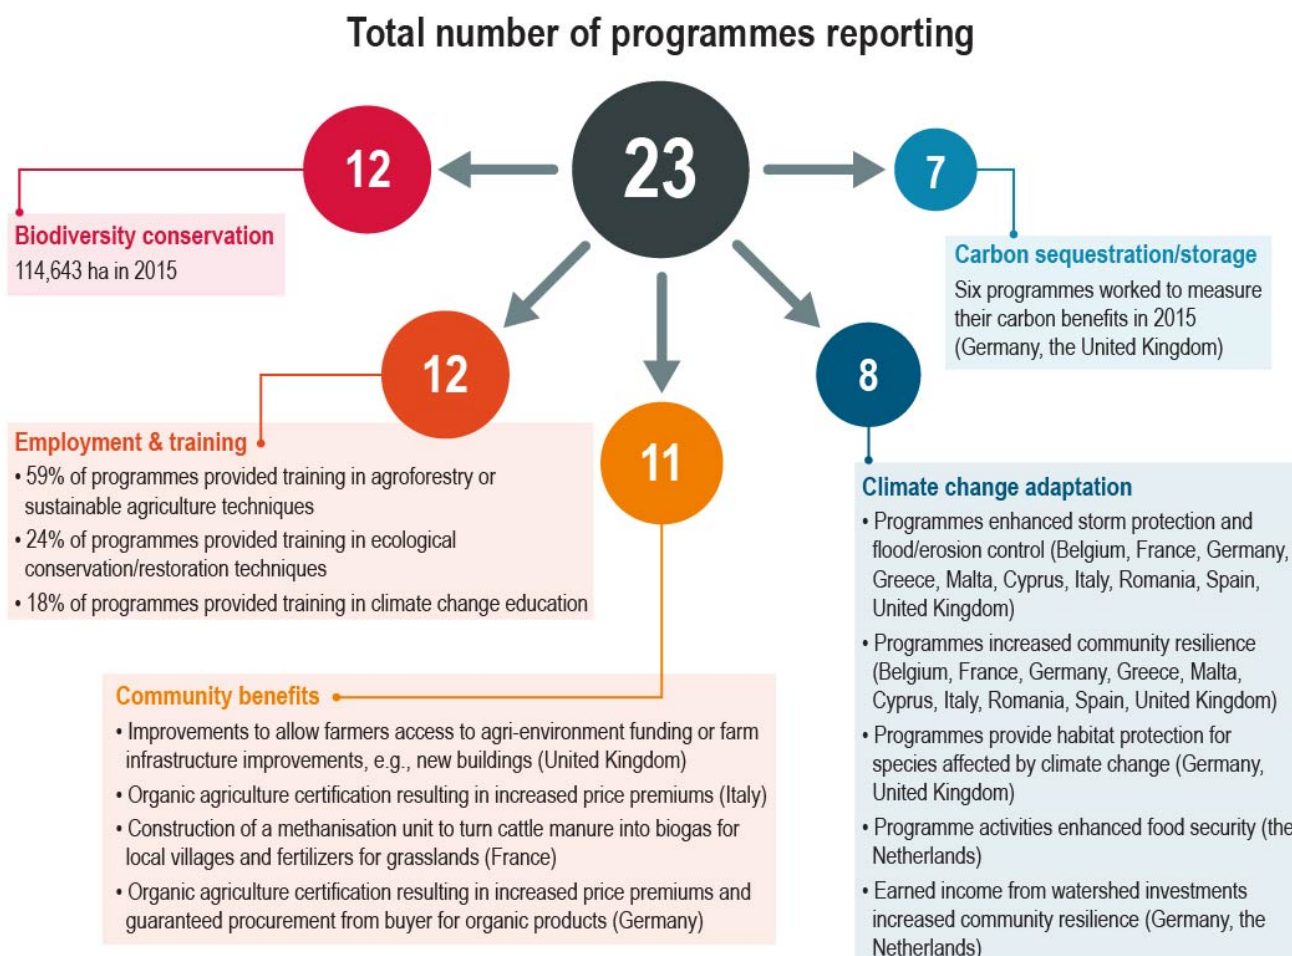 Total number of programmes reporting
23
12
Biodiversity conservation
114,643 ha in 2015
12
Employment & training
• 59% of programmes provided training in agroforestry or
sustainable agriculture techniques
• 24% of programmes provided training in ecological
conservation/restoration techniques
• 18% of programmes provided training in climate change education
11
Community benefits
• Improvements to allow farmers access to agri-environment funding or farm
infrastructure improvements, e.g., new buildings (United Kingdom)
• Organic agriculture certification resulting in increased price premiums (Italy)
• Construction of a methanisation unit to turn cattle manure into biogas for
local villages and fertilizers for grasslands (France)
• Organic agriculture certification resulting in increased price premiums and
guaranteed procurement from buyer for organic products (Germany)
7
Carbon sequestration/storage
Six programmes worked to measure
their carbon benefits in 2015
(Germany, the United Kingdom)
8
Climate change adaptation
• Programmes enhanced storm protection and
flood/erosion control (Belgium, France, Germany,
Greece, Malta, Cyprus, Italy, Romania, Spain,
United Kingdom)
• Programmes increased community resilience
(Belgium, France, Germany, Greece, Malta,
Cyprus, Italy, Romania, Spain, United Kingdom)
• Programmes provide habitat protection for
species affected by climate change (Germany,
United Kingdom)
• Programme activities enhanced food security (the
Netherlands)
• Earned income from watershed investments
increased community resilience (Germany, the
Netherlands)